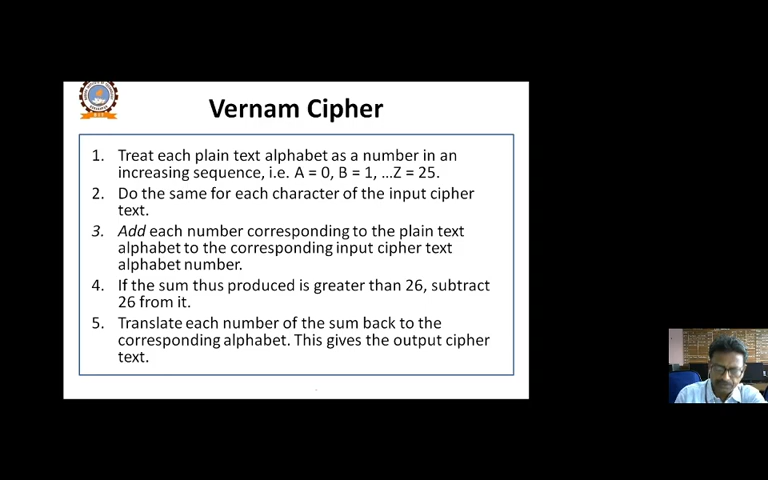 Vernam Cipher
1. Treat each plain text alphabet as a number in an
increasing sequence, i.e. A = 0, B = 1, ...Z = 25.
2. Do the same for each character of the input cipher
text.
3. Add each number corresponding to the plain text
alphabet to the corresponding input cipher text
alphabet number.
4. If the sum thus produced is greater than 26, subtract
26 from it.
5. Translate each number of the sum back to the
corresponding alphabet. This gives the output cipher
text.